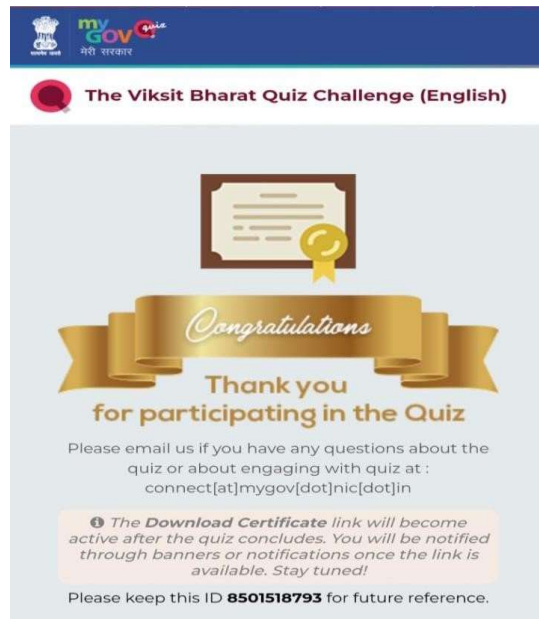 my
GOV quiz
मेरी सरकार
सत्यमेव जयते
The Viksit Bharat Quiz Challenge (English)
Congratulations
Thank you
for participating in the Quiz
Please email us if you have any questions about the
quiz or about engaging with quiz at :
connect[at]mygov[dot]nic[dot]in
The Download Certificate link will become
active after the quiz concludes. You will be notified
through banners or notifications once the link is
available. Stay tuned!
Please keep this ID 8501518793 for future reference.